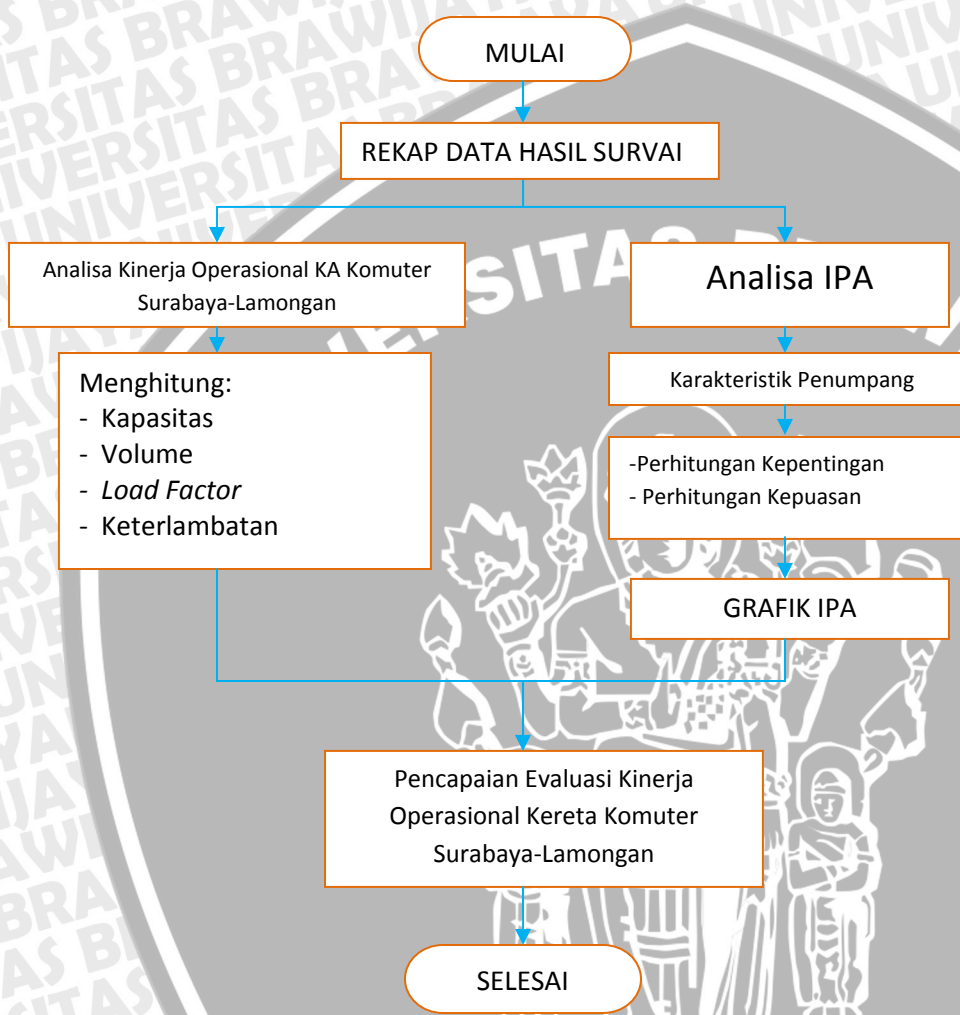 MULAI
REKAP DATA HASIL SURVAI
Analisa Kinerja Operasional KA Komuter
Surabaya-Lamongan
Menghitung:
- Kapasitas
- Volume
- Load Factor
- Keterlambatan
Analisa IPA
Karakteristik Penumpang
-Perhitungan Kepentingan
- Perhitungan Kepuasan
GRAFIK IPA
Pencapaian Evaluasi Kinerja
Operasional Kereta Komuter
Surabaya-Lamongan
SELESAI